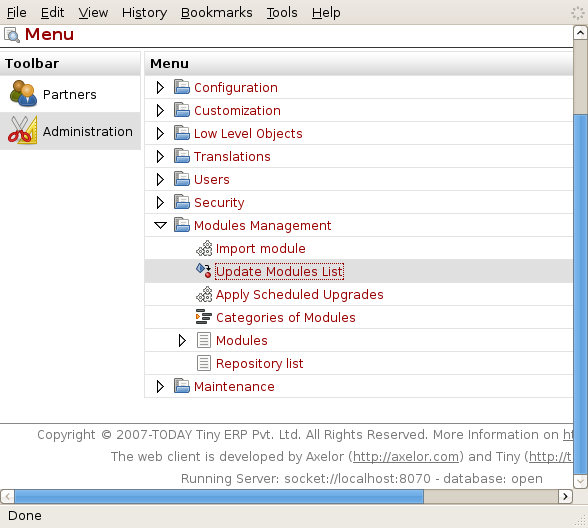 File Edit View History Bookmarks Tools Help
Menu
Toolbar
Partners
Administration
Menu
Configuration
Customization
Low Level Objects
Translations
Users
Security
Modules Management
Import module
Update Modules List
Apply Scheduled Upgrades
Categories of Modules
Modules
Repository list
Maintenance
Copyright © 2007-TODAY Tiny ERP Pvt. Ltd. All Rights Reserved. More Information on ht
The web client is developed by Axelor (http://axelor.com) and Tiny (http://t
Running Server: socket://localhost:8070 - database: open
Done